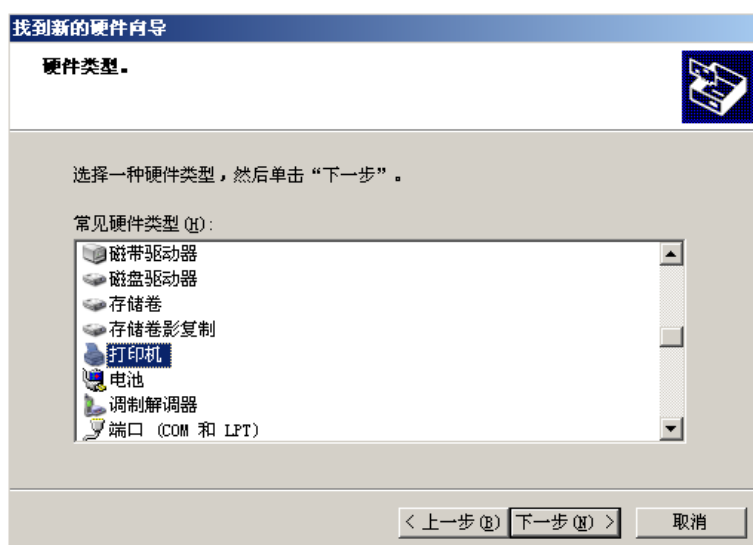 找到新的硬件向导
硬件类型。
选择一种硬件类型，然后单击“下一步”。
常见硬件类型(H):
磁带驱动器
磁盘驱动器
存储卷
存储卷影复制
打印机
电池
调制解调器
端口 (COM 和 LPT)
< 上一步(B) 下一步(N) > 取消